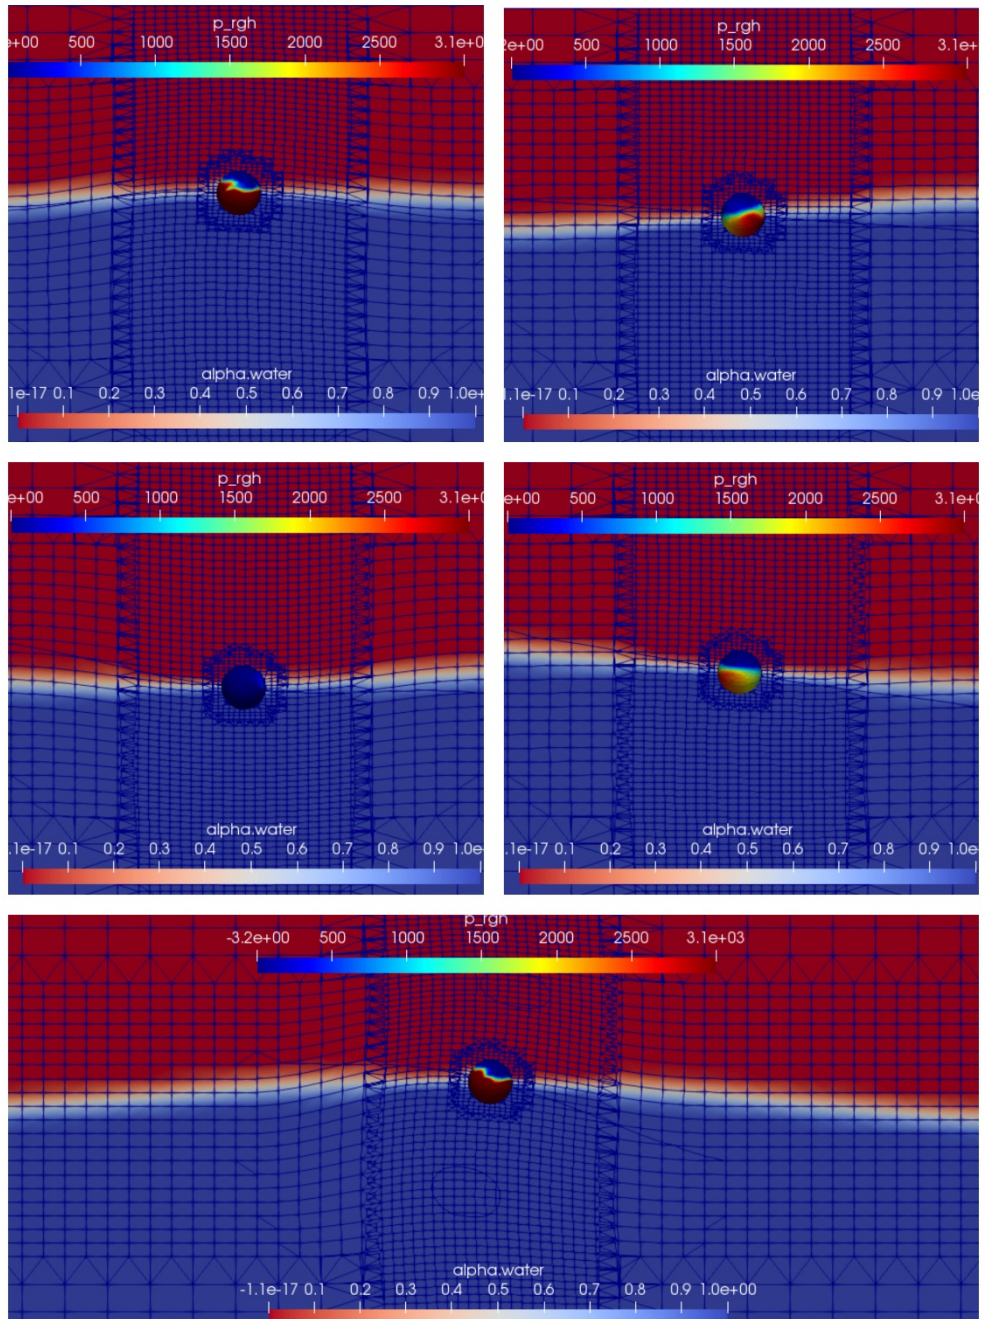 p_rgh
e+00 500 1000 1500 2000 2500 3.1e+0
alpha.water
1e-17 0.1 0.2 0.3 0.4 0.5 0.6 0.7 0.8 0.9 1.0e+
p_rgh
2e+00 500 1000 1500 2000 2500 3.1e+
alpha.water
1.1e-17 0.1 0.2 0.3 0.4 0.5 0.6 0.7 0.8 0.9 1.0e
p_rgh
e+00 500 1000 1500 2000 2500 3.1e+0
alpha.water
.1e-17 0.1 0.2 0.3 0.4 0.5 0.6 0.7 0.8 0.9 1.0e
p_rgh
e+00 500 1000 1500 2000 2500 3.1e+0
alpha.water
.1e-17 0.1 0.2 0.3 0.4 0.5 0.6 0.7 0.8 0.9 1.0e
p_rgh
-3.2e+00 500 1000 1500 2000 2500 3.1e+03
alpha.water
-1.1e-17 0.1 0.2 0.3 0.4 0.5 0.6 0.7 0.8 0.9 1.0e+00